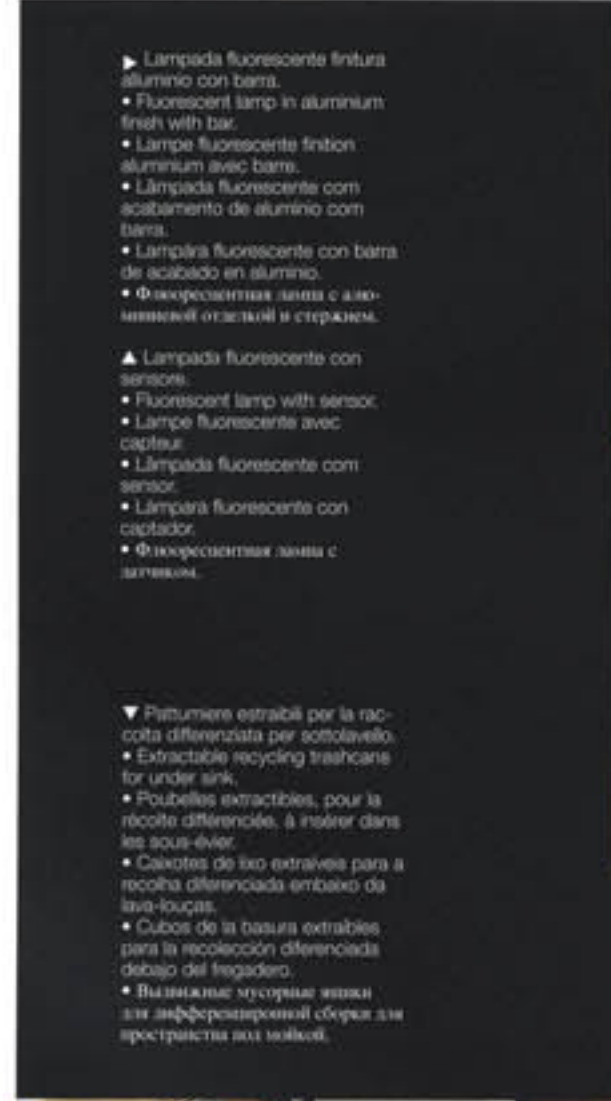 ▶ Lampada fluorescente finitura
alluminio con barra.
• Fluorescent lamp in aluminium
finish with bar.
• Lampe fluorescente finition
aluminium avec barre.
• Lâmpada fluorescente com
acabamento de alumínio com
barra.
• Lampára fluorescente con barra
de acabado en aluminio.
• Флюоресцентная лампа с алю-
миниевой отделкой и стержнем.
▲ Lampada fluorescente con
sensore.
• Fluorescent lamp with sensor.
• Lampe fluorescente avec
capteur.
• Lâmpada fluorescente com
sensor.
• Lámpara fluorescente con
captador.
• Флюоресцентная лампа с
датчиком.
▼ Pattumiere estraibili per la rac-
colta differenziata per sottolavello.
• Extractable recycling trashcans
for under sink.
• Poubelles extractibles, pour la
récolte différenciée, à insérer dans
les sous-évier.
• Caixotes de lixo extraíveis para a
recolha diferenciada embaixo da
lava-louças.
• Cubos de la basura extraíbles
para la recolección diferenciada
debajo del fregadero.
• Выдвижные мусорные ящики
для дифференцировной сборки для
пространства под мойкой.